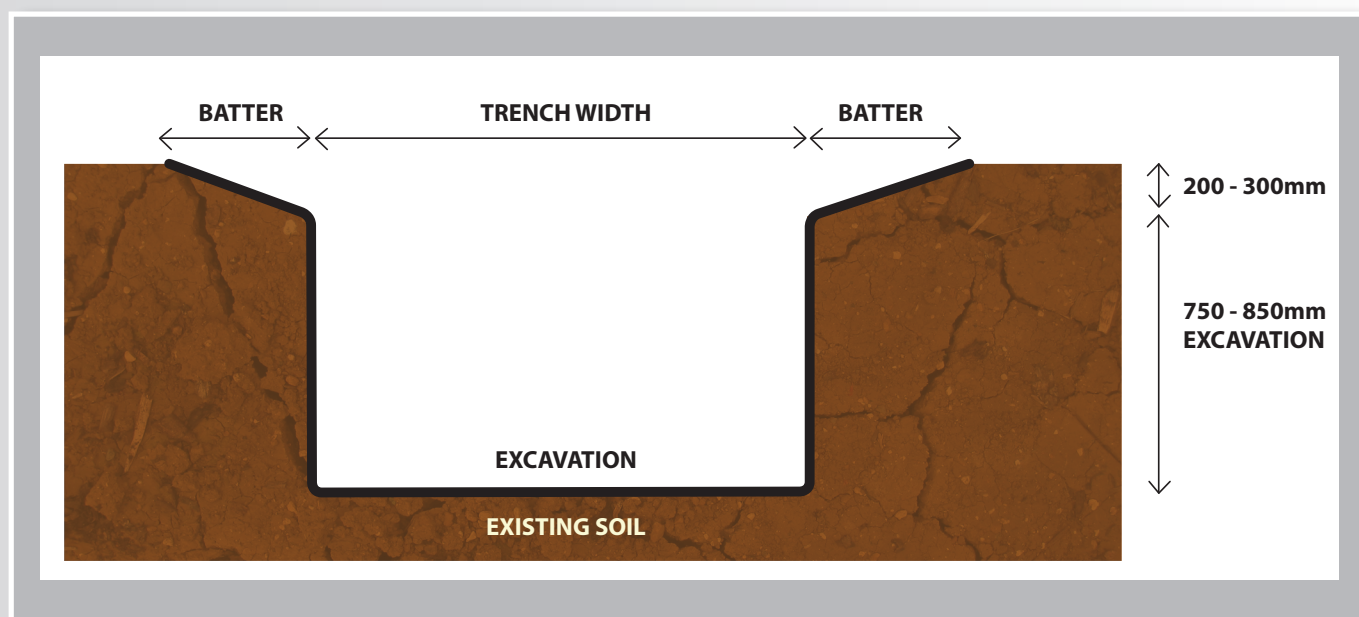 BATTER
TRENCH WIDTH
BATTER
200 - 300mm
750 - 850mm
EXCAVATION
EXCAVATION
EXISTING SOIL